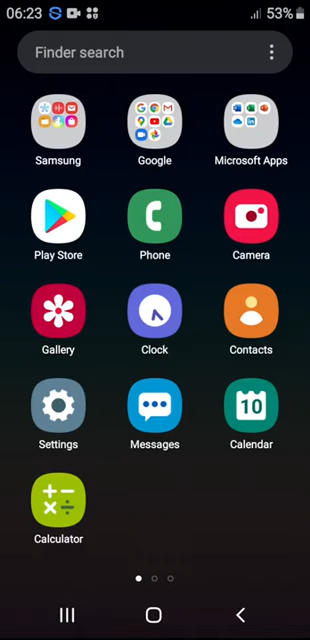 06:23 53%
Finder search
Samsung Google Microsoft Apps
Play Store Phone Camera
Gallery Clock Contacts
10
Settings Messages Calendar
Calculator